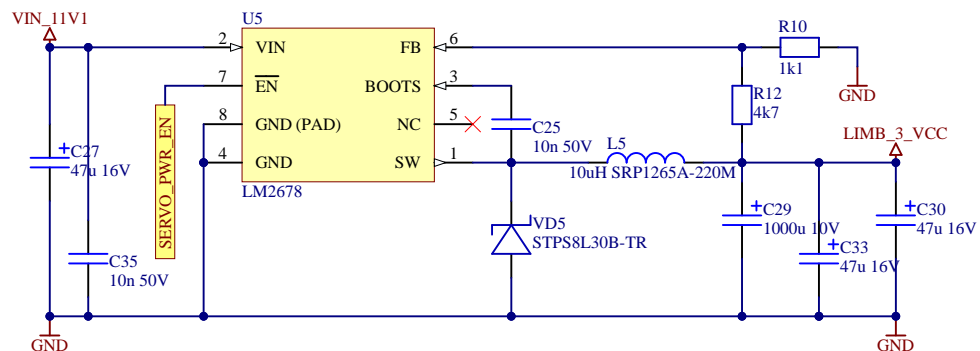 VIN_11V1
U5
2
VIN
FB
6
R10
1k1
GND
7
EN
BOOTS
3
R12
4k7
8
GND (PAD)
NC
5
C25
10n 50V
LIMB_3_VCC
4
GND
SW
1
L5
10uH SRP1265A-220M
LM2678
C27
47u 16V
SERVO_PWR_EN
VD5
STPS8L30B-TR
C29
1000u 10V
C30
47u 16V
C33
47u 16V
C35
10n 50V
GND
GND